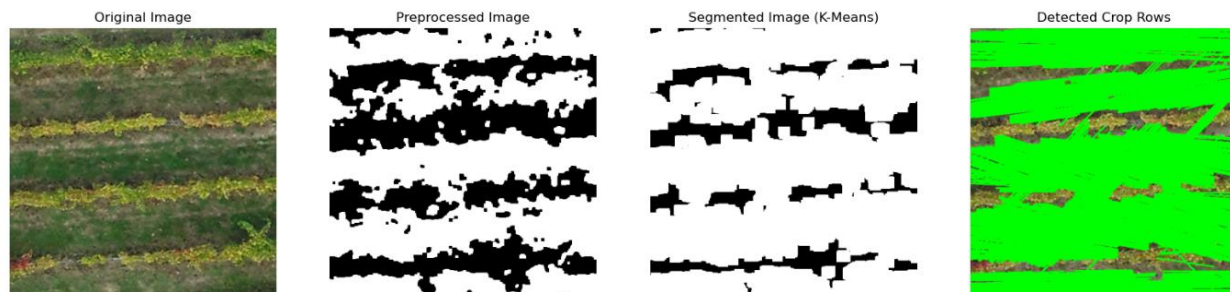 Original Image
Preprocessed Image
Segmented Image (K-Means)
Detected Crop Rows